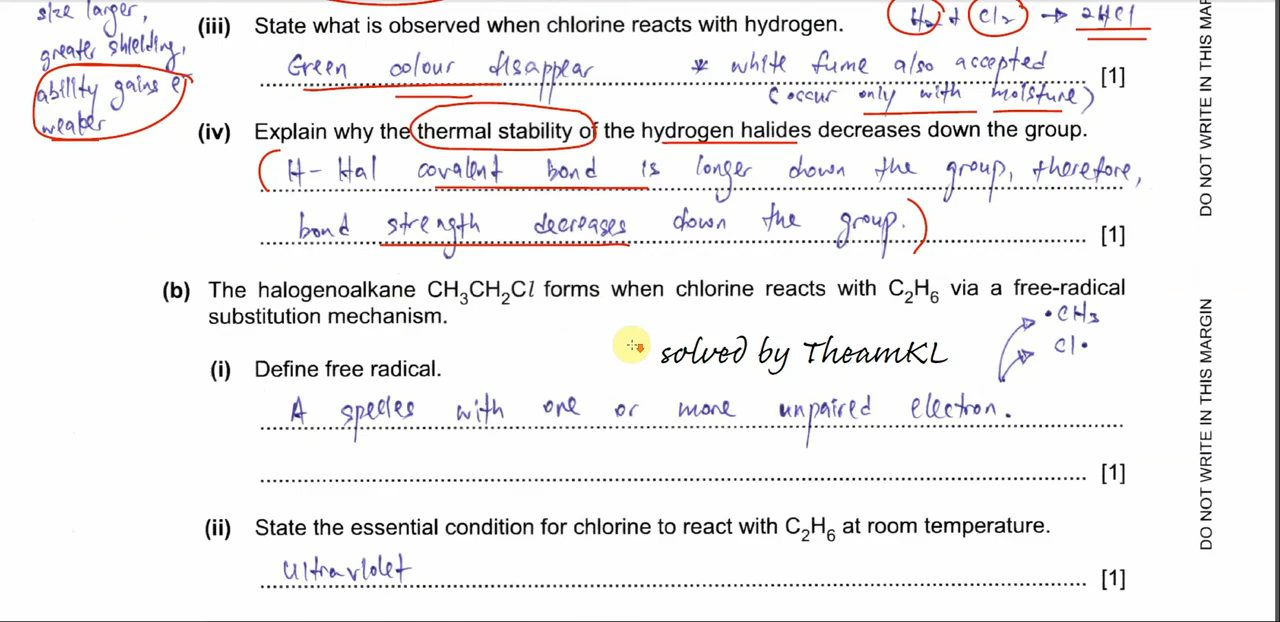 size larger,
greater shielding,
ability gains e-
weaker
(iii) State what is observed when chlorine reacts with hydrogen.
H₂ + Cl₂ → 2HCl
Green colour disappear * white fume also accepted
[1]
(occur only with moisture)
(iv) Explain why the thermal stability of the hydrogen halides decreases down the group.
(H – Hal covalent bond is longer down the group, therefore,
bond strength decreases down the group.)
[1]
(b) The halogenoalkane CH₃CH₂Cl forms when chlorine reacts with C₂H₆ via a free-radical
substitution mechanism.
•CH₃
Cl•
solved by TheamKL
(i) Define free radical.
A species with one or more unpaired electron.
[1]
(ii) State the essential condition for chlorine to react with C₂H₆ at room temperature.
Ultraviolet
[1]
DO NOT WRITE IN THIS MAR
DO NOT WRITE IN THIS MARGIN